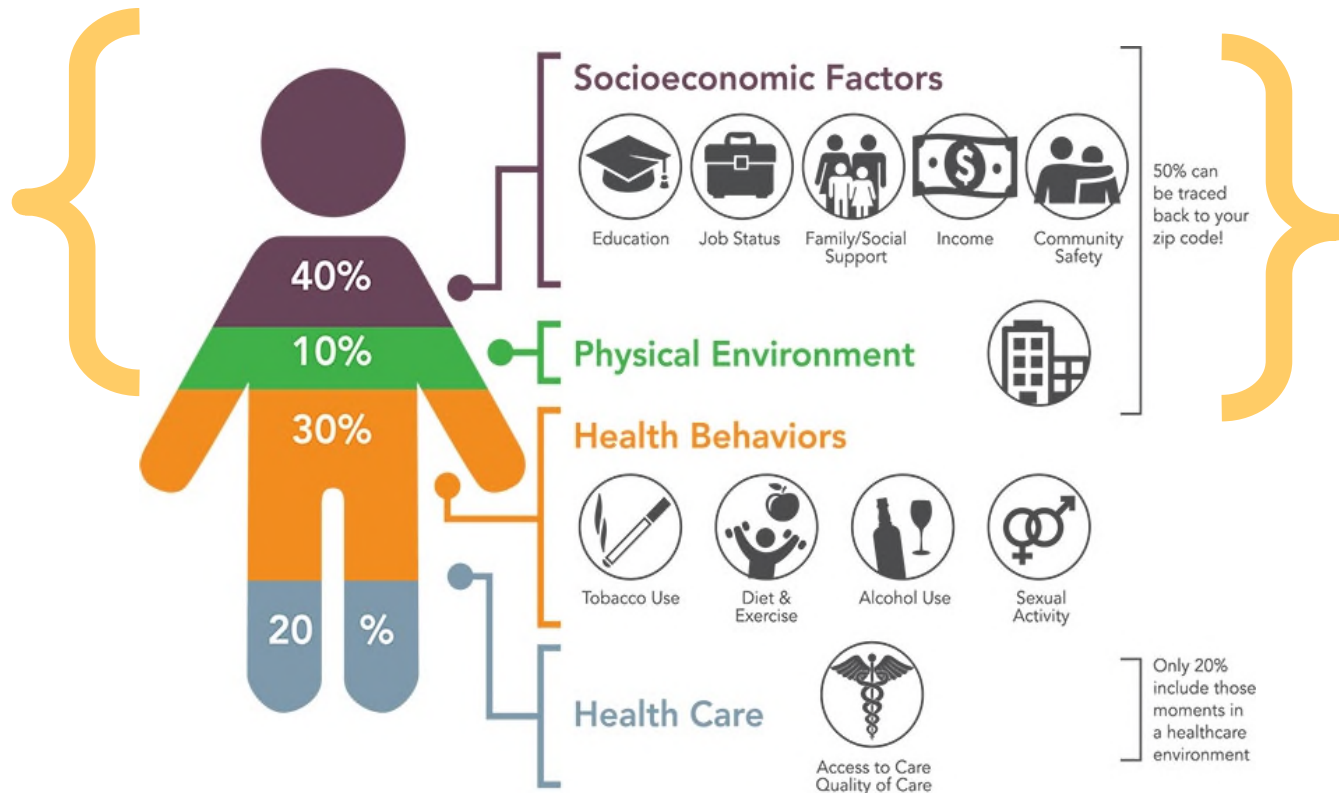 Socioeconomic Factors
Education
Job Status
Family/Social
Support
Income
Community
Safety
50% can
be traced
back to your
zip code!
40%
10%
Physical Environment
30%
Health Behaviors
Tobacco Use
Diet &
Exercise
Alcohol Use
Sexual
Activity
20 %
Health Care
Access to Care
Quality of Care
Only 20%
include those
moments in
a healthcare
environment